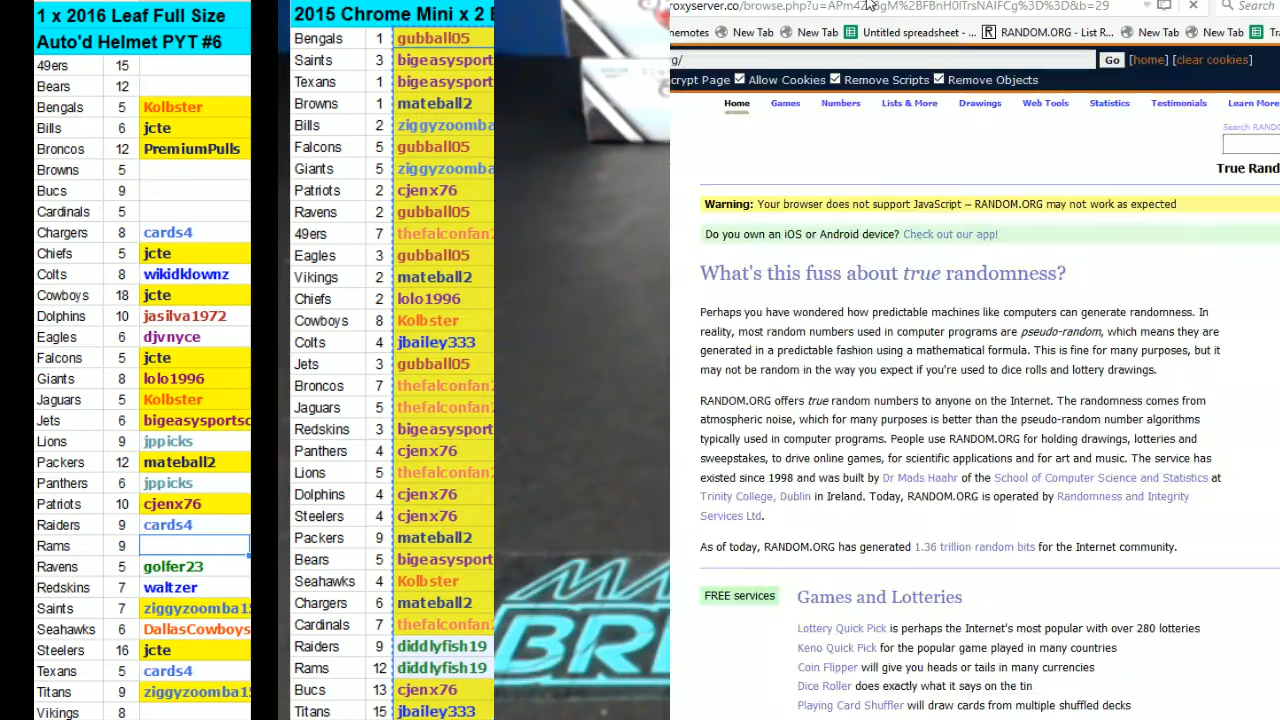 1 x 2016 Leaf Full Size
Auto'd Helmet PYT #6
49ers 15
Bears 12
Bengals 5 Kolbster
Bills 6 jcte
Broncos 12 PremiumPulls
Browns 5
Bucs 9
Cardinals 5
Chargers 8 cards4
Chiefs 5 jcte
Colts 8 wikidklownz
Cowboys 18 jcte
Dolphins 10 jasilva1972
Eagles 6 djvnyce
Falcons 5 jcte
Giants 8 lolo1996
Jaguars 5 Kolbster
Jets 6 bigeasysportsc
Lions 9 jppicks
Packers 12 mateball2
Panthers 6 jppicks
Patriots 10 cjenx76
Raiders 9 cards4
Rams 9
Ravens 5 golfer23
Redskins 7 waltzer
Saints 7 ziggyzoomba15
Seahawks 6 DallasCowboys
Steelers 16 jcte
Texans 5 cards4
Titans 9 ziggyzoomba15
Vikings 8
2015 Chrome Mini x 2 B
Bengals 1 gubball05
Saints 3 bigeasysport
Texans 1 bigeasysport
Browns 1 mateball2
Bills 2 ziggyzoomba
Falcons 5 gubball05
Giants 5 ziggyzoomba
Patriots 2 cjenx76
Ravens 2 gubball05
49ers 7 thefalconfan2
Eagles 3 gubball05
Vikings 2 mateball2
Chiefs 2 lolo1996
Cowboys 8 Kolbster
Colts 4 jbailey333
Jets 3 gubball05
Broncos 7 thefalconfan2
Jaguars 5 thefalconfan2
Redskins 3 bigeasysport
Panthers 4 cjenx76
Lions 5 thefalconfan2
Dolphins 4 cjenx76
Steelers 4 cjenx76
Packers 9 mateball2
Bears 5 bigeasysport
Seahawks 4 Kolbster
Chargers 6 mateball2
Cardinals 7 thefalconfan2
Raiders 9 diddlyfish19
Rams 12 diddlyfish19
Bucs 13 cjenx76
Titans 15 jbailey333
MA
BRE
Search
emotes New Tab New Tab Untitled spreadsheet - ... RANDOM.ORG - List R... New Tab New Tab Tra
rg/ Go [home] [clear cookies]
crypt Page Allow Cookies Remove Scripts Remove Objects
Home Games Numbers Lists & More Drawings Web Tools Statistics Testimonials Learn More
Search RANDO
True Rand
Warning: Your browser does not support JavaScript – RANDOM.ORG may not work as expected
Do you own an iOS or Android device? Check out our app!
What's this fuss about true randomness?
Perhaps you have wondered how predictable machines like computers can generate randomness. In
reality, most random numbers used in computer programs are pseudo-random, which means they are
generated in a predictable fashion using a mathematical formula. This is fine for many purposes, but it
may not be random in the way you expect if you're used to dice rolls and lottery drawings.
RANDOM.ORG offers true random numbers to anyone on the Internet. The randomness comes from
atmospheric noise, which for many purposes is better than the pseudo-random number algorithms
typically used in computer programs. People use RANDOM.ORG for holding drawings, lotteries and
sweepstakes, to drive online games, for scientific applications and for art and music. The service has
existed since 1998 and was built by Dr Mads Haahr of the School of Computer Science and Statistics at
Trinity College, Dublin in Ireland. Today, RANDOM.ORG is operated by Randomness and Integrity
Services Ltd.
As of today, RANDOM.ORG has generated 1.36 trillion random bits for the Internet community.
FREE services
Games and Lotteries
Lottery Quick Pick is perhaps the Internet's most popular with over 280 lotteries
Keno Quick Pick for the popular game played in many countries
Coin Flipper will give you heads or tails in many currencies
Dice Roller does exactly what it says on the tin
Playing Card Shuffler will draw cards from multiple shuffled decks